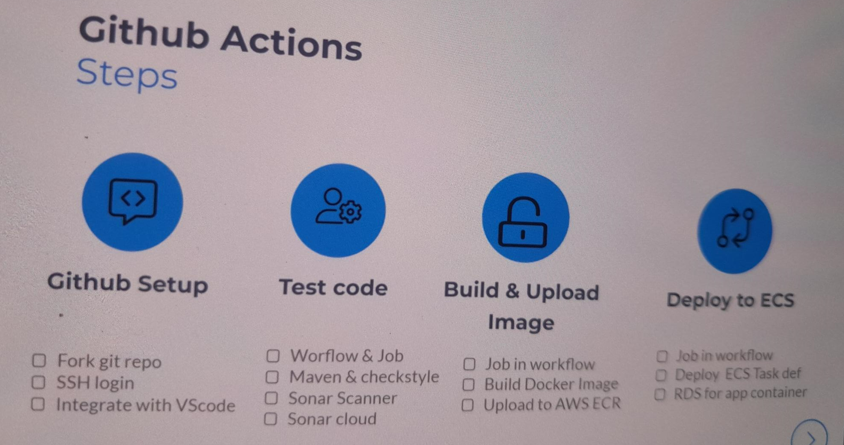 Github Actions
Steps
Github Setup
Fork git repo
SSH login
Integrate with VScode
Test code
Worflow & Job
Maven & checkstyle
Sonar Scanner
Sonar cloud
Build & Upload
Image
Job in workflow
Build Docker Image
Upload to AWS ECR
Deploy to ECS
Job in workflow
Deploy ECS Task def
RDS for app container